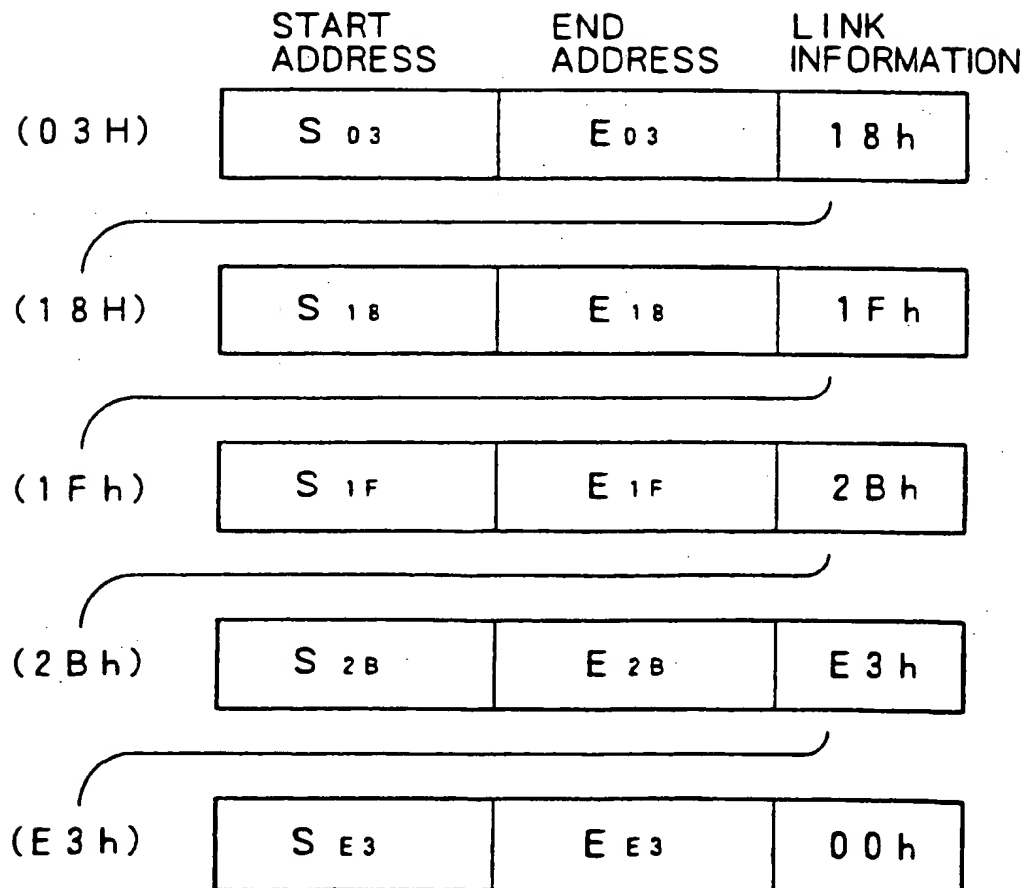 START ADDRESS END ADDRESS LINK INFORMATION
(03H) S03 E03 18h
(18H) S18 E18 1Fh
(1Fh) S1F E1F 2Bh
(2Bh) S2B E2B E3h
(E3h) SE3 EE3 00h